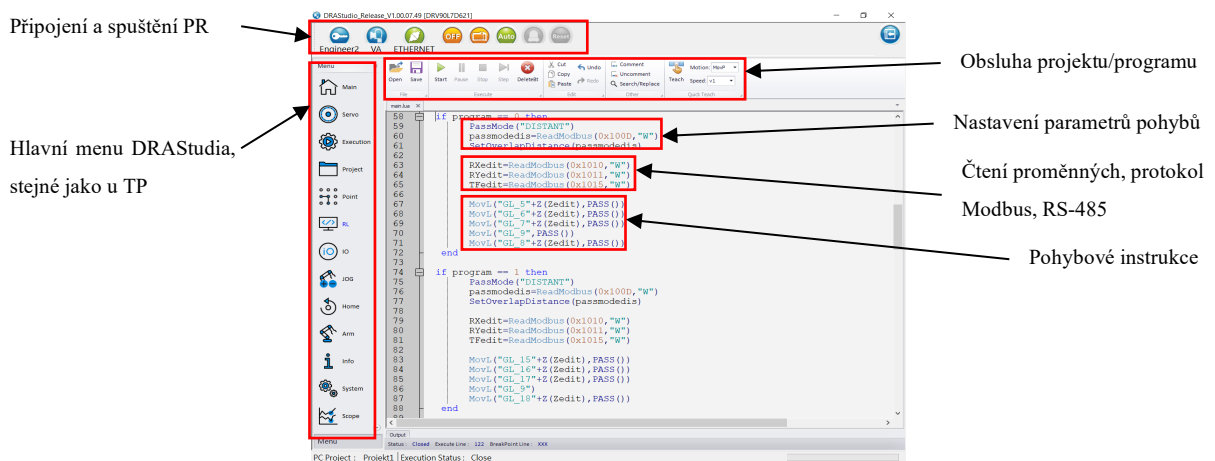 DRAStudio_Release_V1.00.07.49 [DRV90L7D621]
Připojení a spuštění PR
OFF Auto Reset
Engineer2 VA ETHERNET
Menu
Open Save Start Pause Stop Step DeleteBt Cut Copy Paste Undo Redo Comment Uncomment Search/Replace Teach Motion: MovP Speed: v1
File Execute Edit Other Quick Teach
Obsluha projektu/programu
Nastavení parametrů pohybů
Čtení proměnných, protokol
Modbus, RS-485
Pohybové instrukce
Hlavní menu DRAStudia,
stejné jako u TP
Main
Servo
Execution
Project
Point
RL
IO
JOG
Home
Arm
Info
System
Scope
Menu
main.lua ×
58 if program == 0 then
59 PassMode("DISTANT")
60 passmodedis=ReadModbus(0x100D,"W")
61 SetOverlapDistance(passmodedis)
62
63 RXedit=ReadModbus(0x1010,"W")
64 RYedit=ReadModbus(0x1011,"W")
65 TFedit=ReadModbus(0x1015,"W")
66
67 MovL("GL_5"+Z(Zedit),PASS())
68 MovL("GL_6"+Z(Zedit),PASS())
69 MovL("GL_7"+Z(Zedit),PASS())
70 MovL("GL_9",PASS())
71 MovL("GL_8"+Z(Zedit),PASS())
72 end
73
74 if program == 1 then
75 PassMode("DISTANT")
76 passmodedis=ReadModbus(0x100D,"W")
77 SetOverlapDistance(passmodedis)
78
79 RXedit=ReadModbus(0x1010,"W")
80 RYedit=ReadModbus(0x1011,"W")
81 TFedit=ReadModbus(0x1015,"W")
82
83 MovL("GL_15"+Z(Zedit),PASS())
84 MovL("GL_16"+Z(Zedit),PASS())
85 MovL("GL_17"+Z(Zedit),PASS())
86 MovL("GL_9")
87 MovL("GL_18"+Z(Zedit),PASS())
88 end
Output
Status : Closed Execute Line : 122 BreakPoint Line : XXX
PC Project : Projekt1 Execution Status : Close